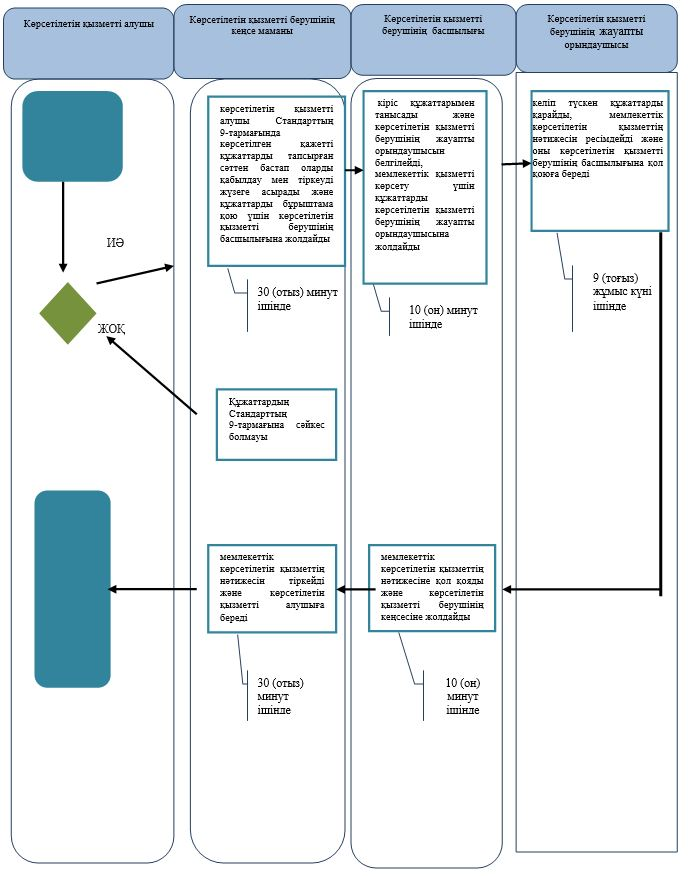 Көрсетілетін қызметті алушы
Көрсетілетін қызметті берушінің
кеңсе маманы
Көрсетілетін қызметті
берушінің басшылығы
Көрсетілетін қызметті
берушінің жауапты
орындаушысы
көрсетілетін қызметті
алушы Стандарттың
9-тармағында
көрсетілген қажетті
құжаттарды тапсырған
сәттен бастап оларды
қабылдау мен тіркеуді
жүзеге асырады және
құжаттарды бұрыштама
қою үшін көрсетілетін
қызметті берушінің
басшылығына жолдайды
кіріс құжаттарымен
танысады және
көрсетілетін қызметті
берушінің жауапты
орындаушысын
белгілейді,
мемлекеттік қызметті
көрсету үшін
құжаттарды
көрсетілетін қызметті
берушінің жауапты
орындаушысына
жолдайды
келіп түскен құжаттарды
қарайды, мемлекеттік
көрсетілетін қызметтің
нәтижесін ресімдейді және
оны көрсетілетін қызметті
берушінің басшылығына қол
қоюға береді
ИӘ
30 (отыз) минут
ішінде
10 (он) минут
ішінде
9 (тоғыз)
жұмыс күні
ішінде
ЖОҚ
Құжаттардың
Стандарттың
9-тармағына сәйкес
болмауы
мемлекеттік
көрсетілетін қызметтің
нәтижесін тіркейді
және көрсетілетін
қызметті алушыға
береді
мемлекеттік
көрсетілетін қызметтің
нәтижесіне қол қояды
және көрсетілетін
қызметті берушінің
кеңсесіне жолдайды
30 (отыз)
минут
ішінде
10 (он)
минут
ішінде